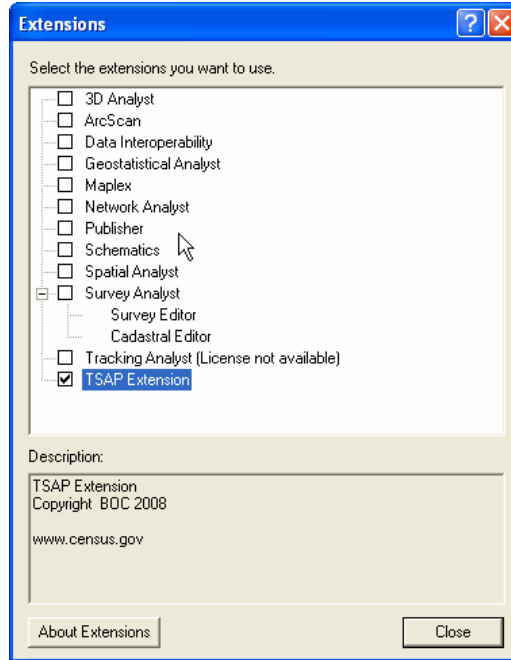 Extensions
Select the extensions you want to use.
3D Analyst
ArcScan
Data Interoperability
Geostatistical Analyst
Maplex
Network Analyst
Publisher
Schematics
Spatial Analyst
Survey Analyst
Survey Editor
Cadastral Editor
Tracking Analyst (License not available)
TSAP Extension
Description:
TSAP Extension
Copyright BOC 2008
www.census.gov
About Extensions
Close